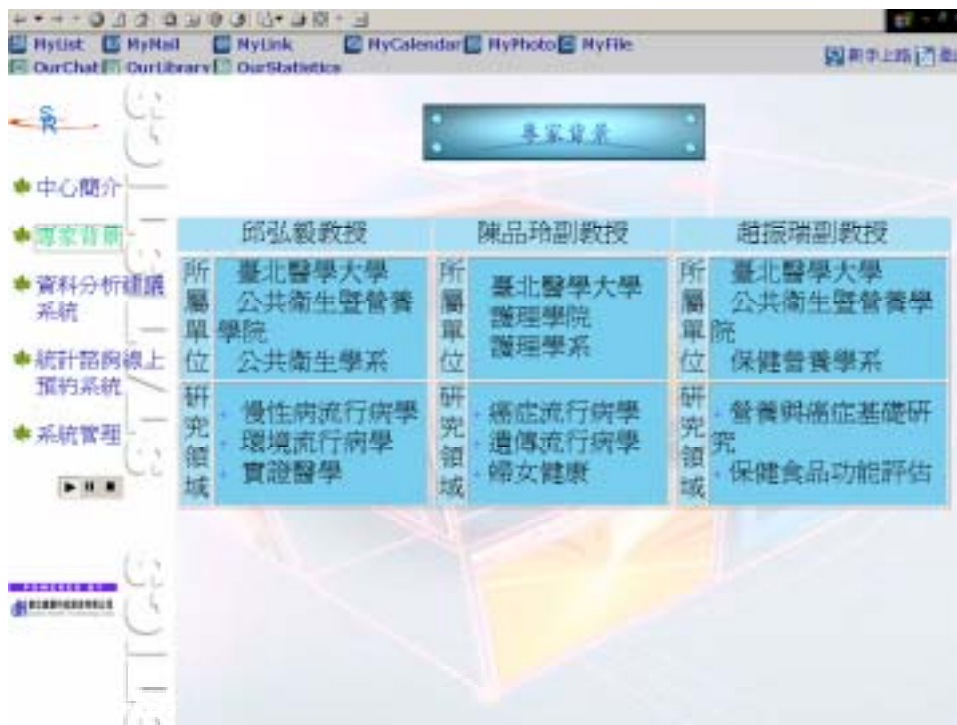 MyList MyMail MyLink MyCalendar MyPhoto MyFile
OurChat OurLibrary OurStatistics
新手上路
SR
專家背景
中心簡介
專家背景
資料分析建議
系統
統計諮詢線上
預約系統
系統管理
邱弘毅教授
陳品玲副教授
趙振瑞副教授
所屬單位
臺北醫學大學
公共衛生暨營養
學院
公共衛生學系
所屬單位
臺北醫學大學
護理學院
護理學系
所屬單位
臺北醫學大學
公共衛生暨營養學
院
保健營養學系
研究領域
慢性病流行病學
環境流行病學
實證醫學
研究領域
癌症流行病學
遺傳流行病學
婦女健康
研究領域
營養與癌症基礎研
究
保健食品功能評估
POWERED BY